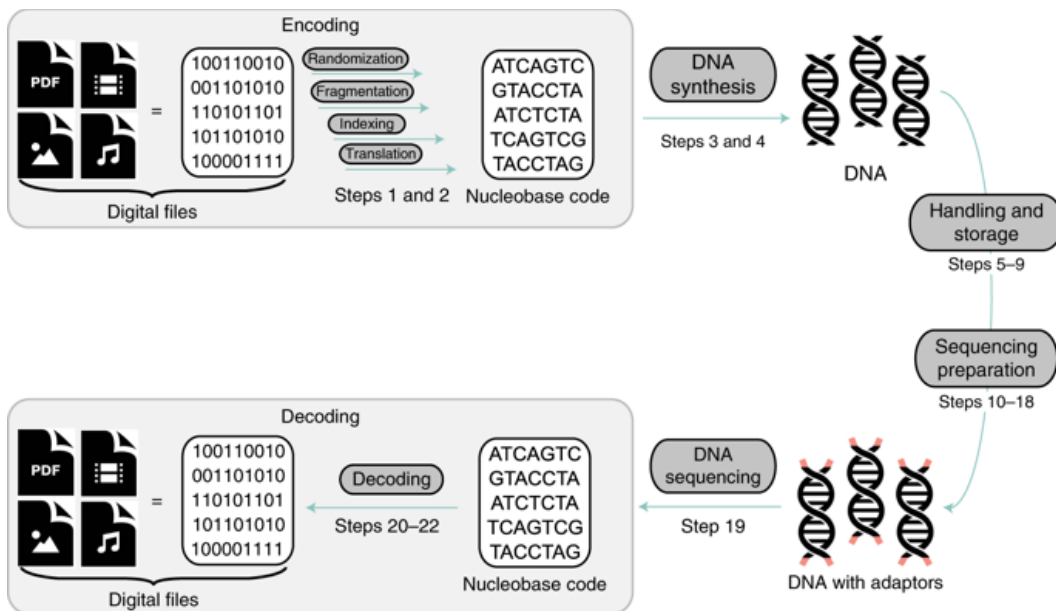 Encoding
PDF
=
100110010
001101010
110101101
101101010
100001111
Digital files
Randomization
Fragmentation
Indexing
Translation
Steps 1 and 2
ATCAGTC
GTACCTA
ATCTCTA
TCAGTCG
TACCTAG
Nucleobase code
DNA
synthesis
Steps 3 and 4
DNA
Handling and
storage
Steps 5–9
Sequencing
preparation
Steps 10–18
DNA with adaptors
DNA
sequencing
Step 19
Decoding
ATCAGTC
GTACCTA
ATCTCTA
TCAGTCG
TACCTAG
Nucleobase code
Decoding
Steps 20–22
PDF
=
100110010
001101010
110101101
101101010
100001111
Digital files